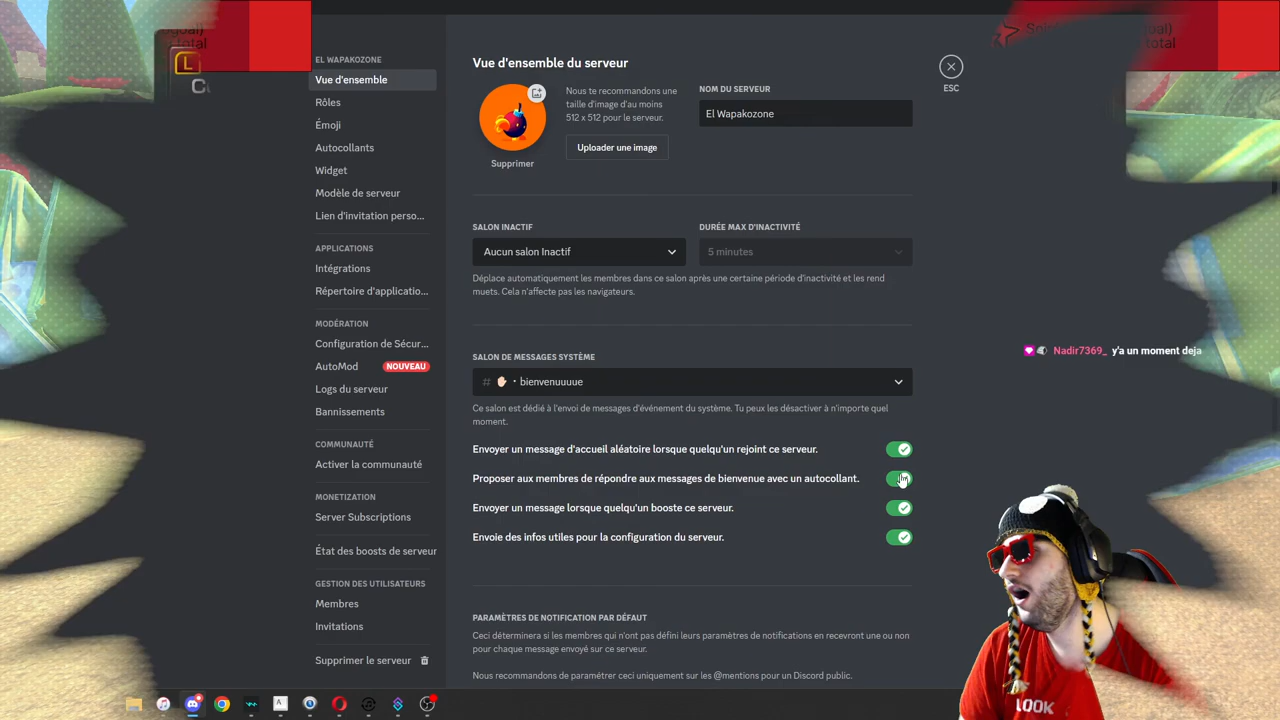 EL WAPAKOZONE
Vue d'ensemble
Rôles
Émoji
Autocollants
Widget
Modèle de serveur
Lien d'invitation perso...
APPLICATIONS
Intégrations
Répertoire d'applicatio...
MODÉRATION
Configuration de Sécur...
AutoMod NOUVEAU
Logs du serveur
Bannissements
COMMUNAUTÉ
Activer la communauté
MONETIZATION
Server Subscriptions
État des boosts de serveur
GESTION DES UTILISATEURS
Membres
Invitations
Supprimer le serveur
Vue d'ensemble du serveur
Supprimer
Nous te recommandons une
taille d'image d'au moins
512 x 512 pour le serveur.
Uploader une image
NOM DU SERVEUR
El Wapakozone
ESC
SALON INACTIF
Aucun salon Inactif
DURÉE MAX D'INACTIVITÉ
5 minutes
Déplace automatiquement les membres dans ce salon après une certaine période d'inactivité et les rend
muets. Cela n'affecte pas les navigateurs.
SALON DE MESSAGES SYSTÈME
# ✋🏻・bienvenuuuue
Ce salon est dédié à l'envoi de messages d'événement du système. Tu peux les désactiver à n'importe quel
moment.
Envoyer un message d'accueil aléatoire lorsque quelqu'un rejoint ce serveur.
Proposer aux membres de répondre aux messages de bienvenue avec un autocollant.
Envoyer un message lorsque quelqu'un booste ce serveur.
Envoie des infos utiles pour la configuration du serveur.
PARAMÈTRES DE NOTIFICATION PAR DÉFAUT
Ceci déterminera si les membres qui n'ont pas défini leurs paramètres de notifications en recevront une ou non
pour chaque message envoyé sur ce serveur.
Nous recommandons de paramétrer ceci uniquement sur les @mentions pour un Discord public.
Nadir7369_ y'a un moment deja
total
total
L
LOOK